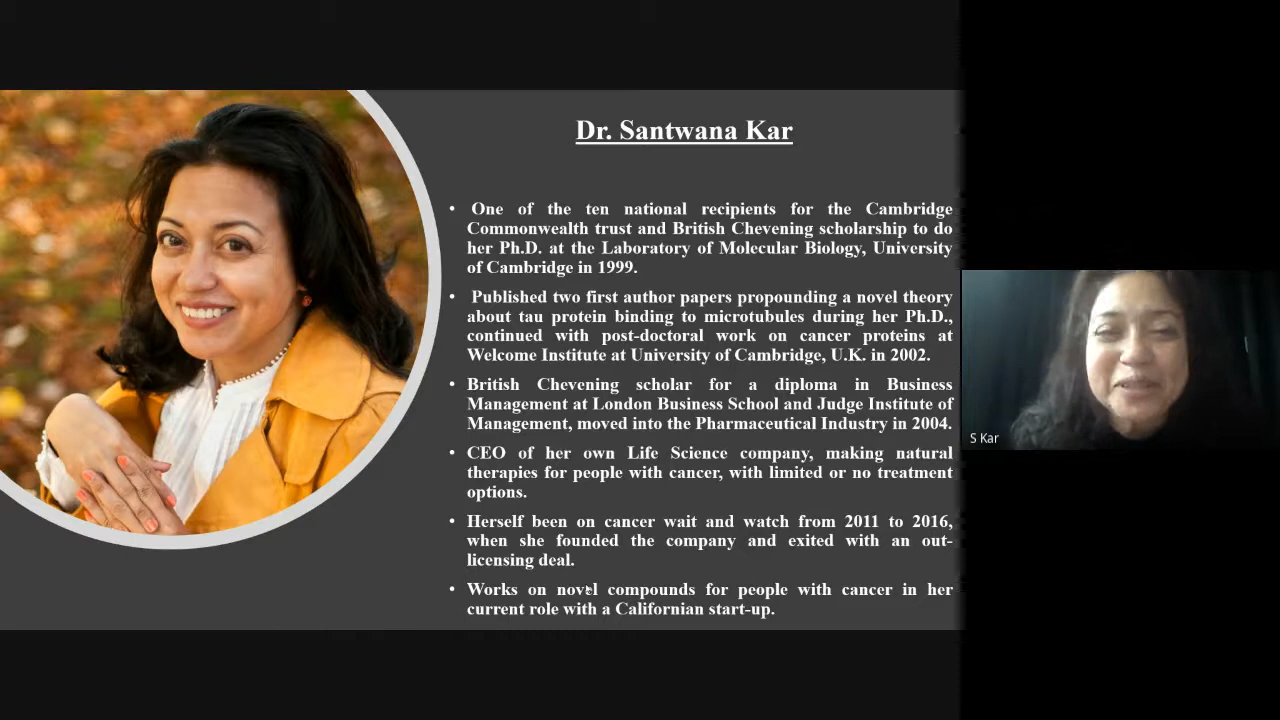 Dr. Santwana Kar
• One of the ten national recipients for the Cambridge
Commonwealth trust and British Chevening scholarship to do
her Ph.D. at the Laboratory of Molecular Biology, University
of Cambridge in 1999.
• Published two first author papers propounding a novel theory
about tau protein binding to microtubules during her Ph.D.,
continued with post-doctoral work on cancer proteins at
Welcome Institute at University of Cambridge, U.K. in 2002.
• British Chevening scholar for a diploma in Business
Management at London Business School and Judge Institute of
Management, moved into the Pharmaceutical Industry in 2004.
• CEO of her own Life Science company, making natural
therapies for people with cancer, with limited or no treatment
options.
• Herself been on cancer wait and watch from 2011 to 2016,
when she founded the company and exited with an out-
licensing deal.
• Works on novel compounds for people with cancer in her
current role with a Californian start-up.
S Kar